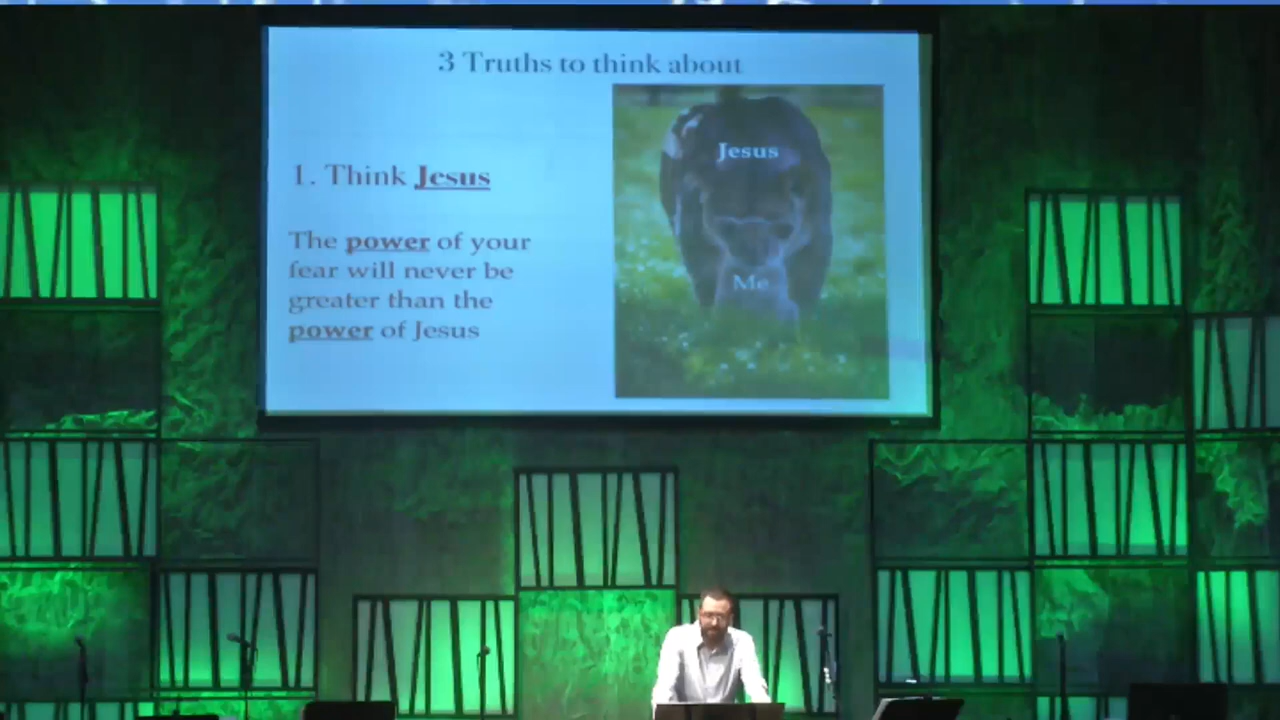 3 Truths to think about
Jesus
1. Think Jesus
The power of your
fear will never be
greater than the
power of Jesus
Me